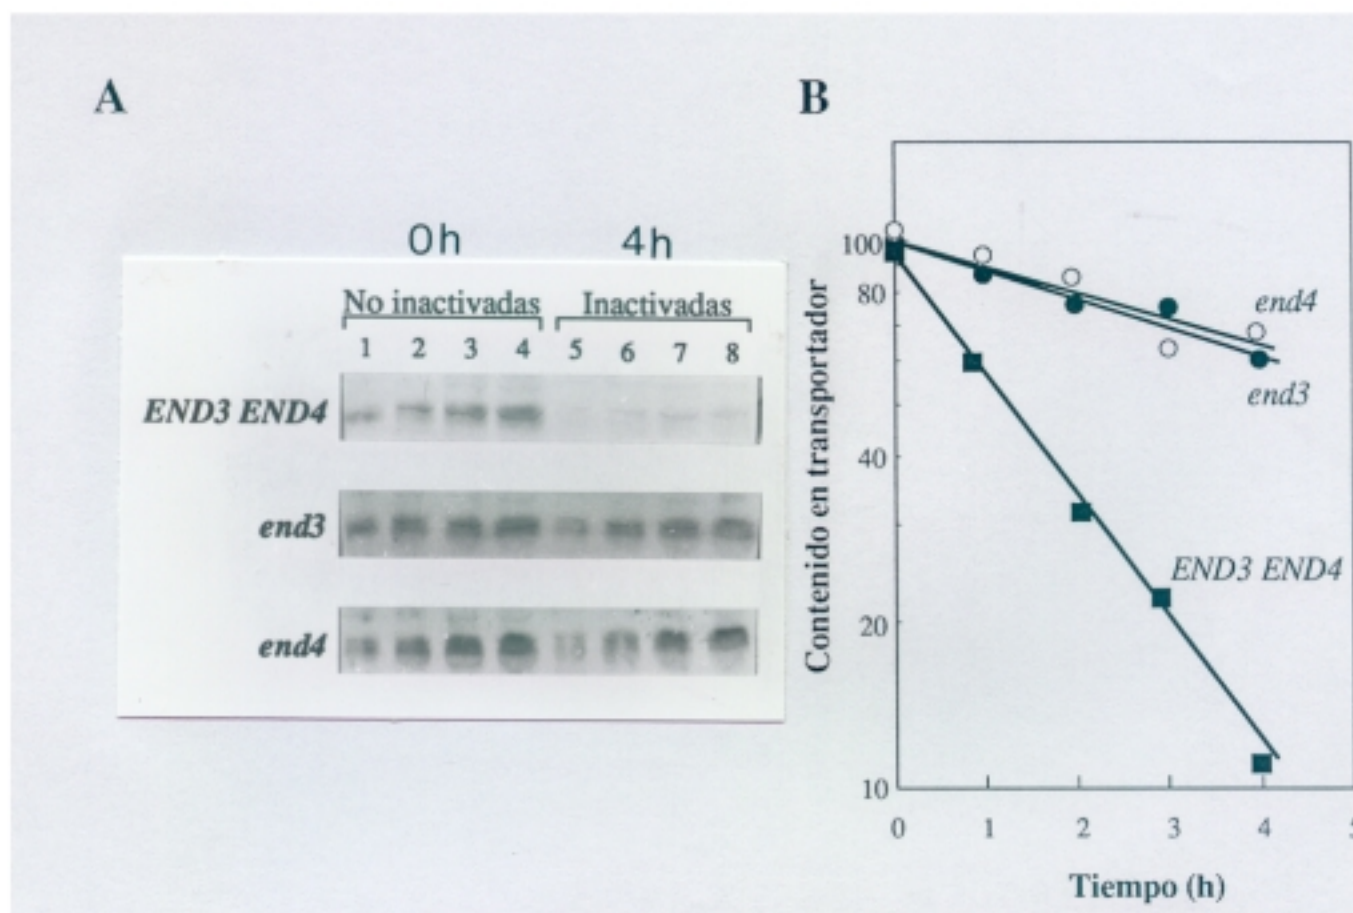 A
0h 4h
No inactivadas Inactivadas
1 2 3 4 5 6 7 8
END3 END4
end3
end4
B
Contenido en transportador
100
80
40
20
10
end4
end3
END3 END4
0 1 2 3 4
Tiempo (h)